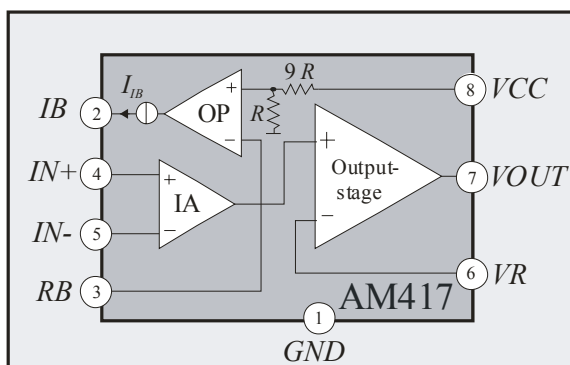 9 R
I_IB
+
8
VCC
IB
2
OP
R
−
IN+
4
+
+
Output-
stage
7
VOUT
IA
IN-
5
−
−
RB
3
6
VR
AM417
1
GND